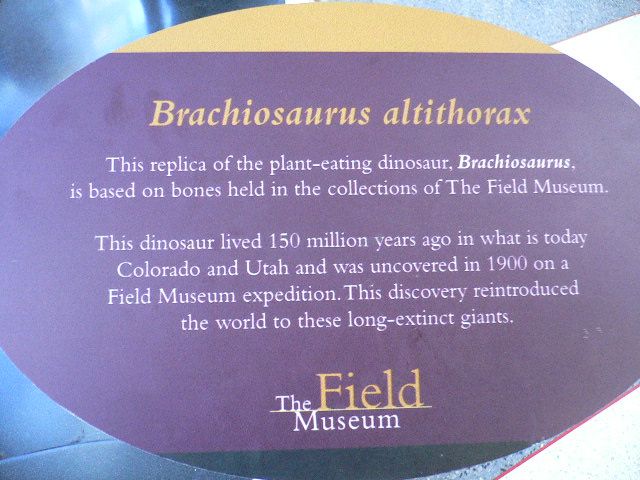 Brachiosaurus altithorax
This replica of the plant-eating dinosaur, Brachiosaurus,
is based on bones held in the collections of The Field Museum.
This dinosaur lived 150 million years ago in what is today
Colorado and Utah and was uncovered in 1900 on a
Field Museum expedition. This discovery reintroduced
the world to these long-extinct giants.
The Field
Museum